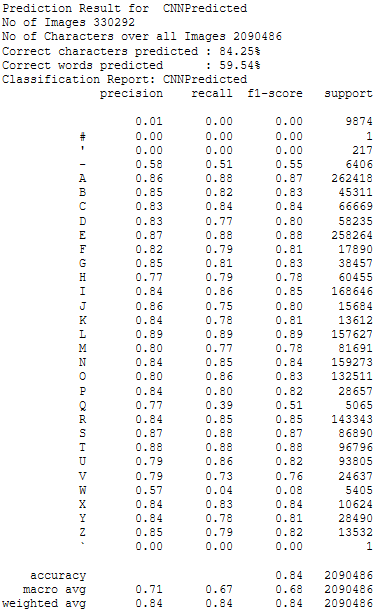 Prediction Result for  CNNPredicted
No of Images 330292
No of Characters over all Images 2090486
Correct characters predicted : 84.25%
Correct words predicted      : 59.54%
Classification Report: CNNPredicted
precision recall f1-score support
0.01 0.00 0.00 9874
# 0.00 0.00 0.00 1
' 0.00 0.00 0.00 217
- 0.58 0.51 0.55 6406
A 0.86 0.88 0.87 262418
B 0.85 0.82 0.83 45311
C 0.83 0.84 0.84 66669
D 0.83 0.77 0.80 58235
E 0.87 0.88 0.88 258264
F 0.82 0.79 0.81 17890
G 0.85 0.81 0.83 38457
H 0.77 0.79 0.78 60455
I 0.84 0.86 0.85 168646
J 0.86 0.75 0.80 15684
K 0.84 0.78 0.81 13612
L 0.89 0.89 0.89 157627
M 0.80 0.77 0.78 81691
N 0.84 0.85 0.84 159273
O 0.80 0.86 0.83 132511
P 0.84 0.80 0.82 28657
Q 0.77 0.39 0.51 5065
R 0.84 0.85 0.85 143343
S 0.87 0.88 0.87 86890
T 0.88 0.88 0.88 96796
U 0.79 0.86 0.82 93805
V 0.79 0.73 0.76 24637
W 0.57 0.04 0.08 5405
X 0.84 0.83 0.84 10624
Y 0.84 0.78 0.81 28490
Z 0.85 0.79 0.82 13532
` 0.00 0.00 0.00 1
accuracy 0.84 2090486
macro avg 0.71 0.67 0.68 2090486
weighted avg 0.84 0.84 0.84 2090486